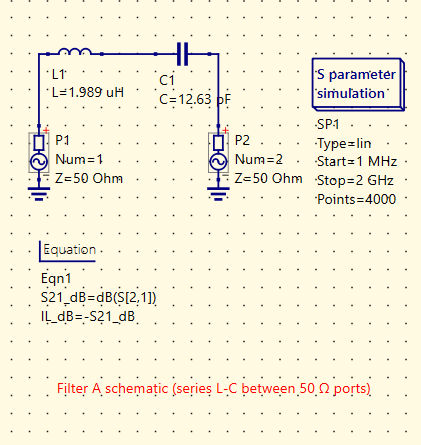 L1
L=1.989 uH
C1
C=12.63 pF
S parameter
simulation
SP1
Type=lin
Start=1 MHz
Stop=2 GHz
Points=4000
P1
Num=1
Z=50 Ohm
P2
Num=2
Z=50 Ohm
Equation
Eqn1
S21_dB=dB(S[2,1])
IL_dB=-S21_dB
Filter A schematic (series L-C between 50 Ω ports)